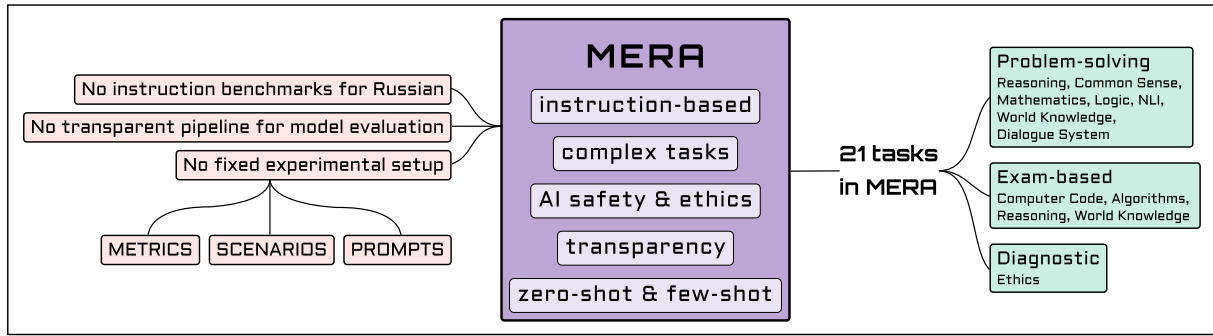 No instruction benchmarks for Russian
No transparent pipeline for model evaluation
No fixed experimental setup
METRICS
SCENARIOS
PROMPTS
MERA
instruction-based
complex tasks
AI safety & ethics
transparency
zero-shot & few-shot
21 tasks
in MERA
Problem-solving
Reasoning, Common Sense,
Mathematics, Logic, NLI,
World Knowledge,
Dialogue System
Exam-based
Computer Code, Algorithms,
Reasoning, World Knowledge
Diagnostic
Ethics